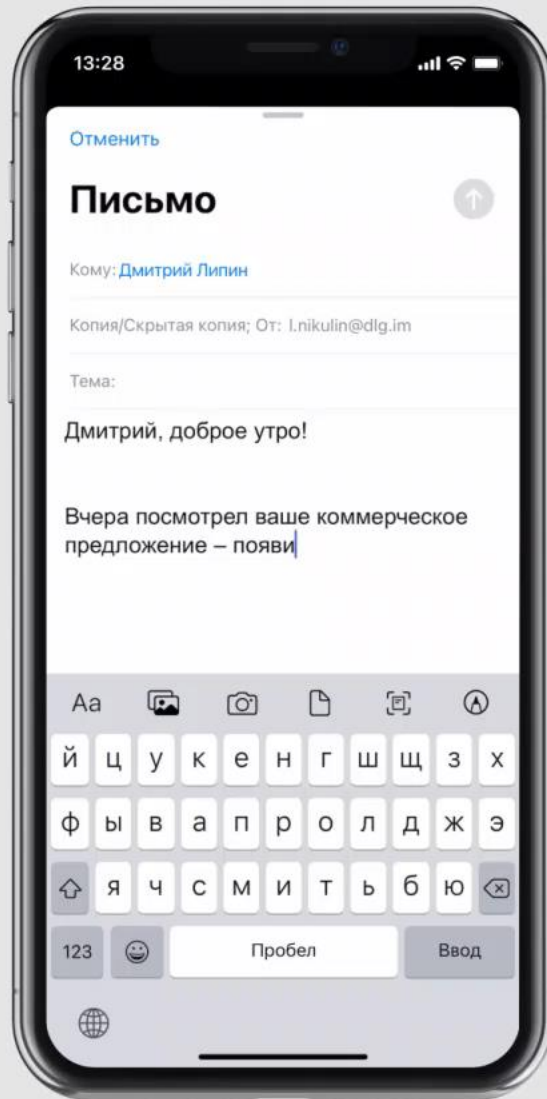 13:28
Отменить
Письмо
Кому: Дмитрий Липин
Копия/Скрытая копия; От: l.nikulin@dlg.im
Тема:
Дмитрий, доброе утро!
Вчера посмотрел ваше коммерческое
предложение – появи
Aa
й ц у к е н г ш щ з х
ф ы в а п р о л д ж э
я ч с м и т ь б ю
123 Пробел Ввод